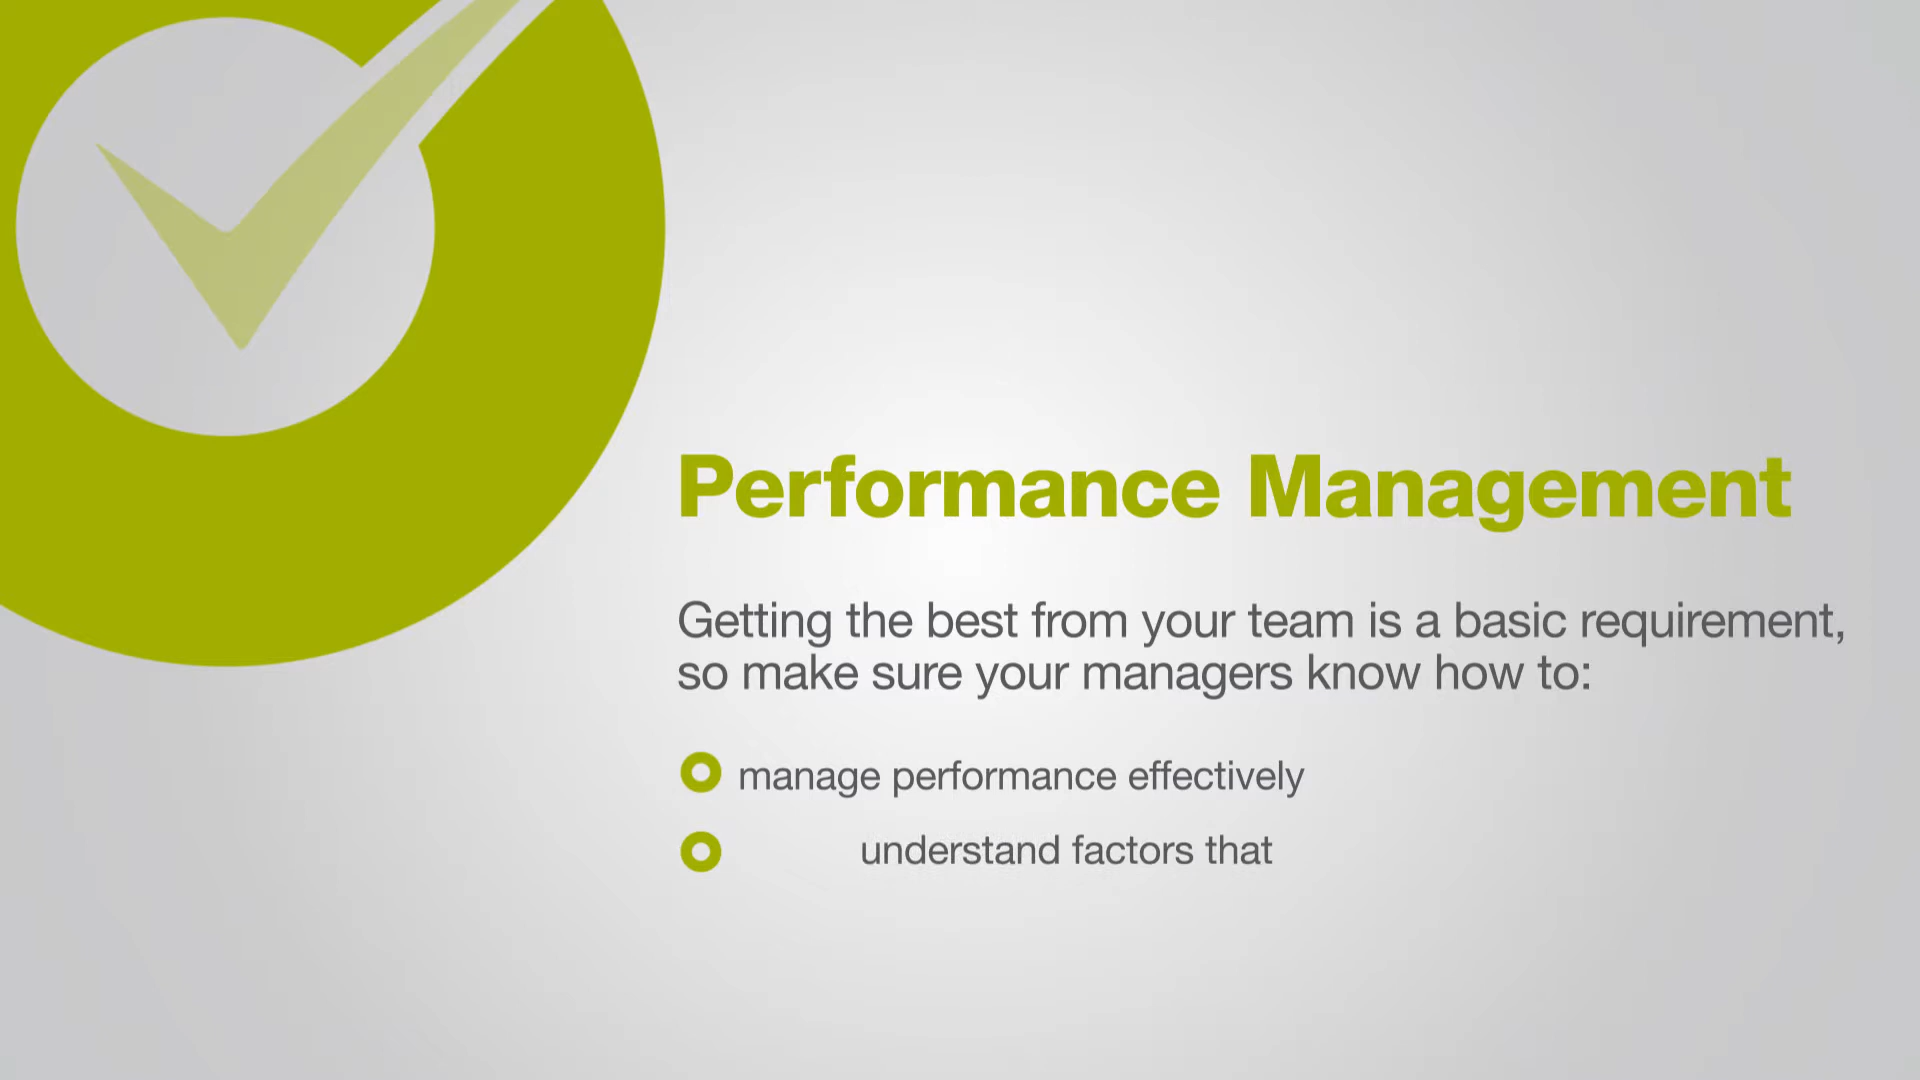 Performance Management
Getting the best from your team is a basic requirement,
so make sure your managers know how to:
manage performance effectively
understand factors that